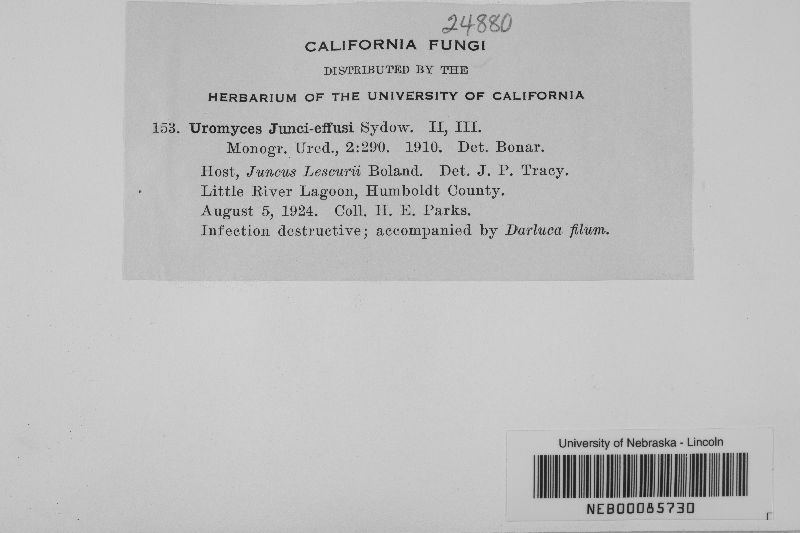 24880
CALIFORNIA FUNGI
DISTRIBUTED BY THE
HERBARIUM OF THE UNIVERSITY OF CALIFORNIA
153. Uromyces Junci-effusi Sydow. II, III.
Monogr. Ured., 2:290. 1910. Det. Bonar.
Host, Juncus Lescurii Boland. Det. J. P. Tracy.
Little River Lagoon, Humboldt County.
August 5, 1924. Coll. H. E. Parks.
Infection destructive; accompanied by Darluca filum.
University of Nebraska - Lincoln
NEB00085730